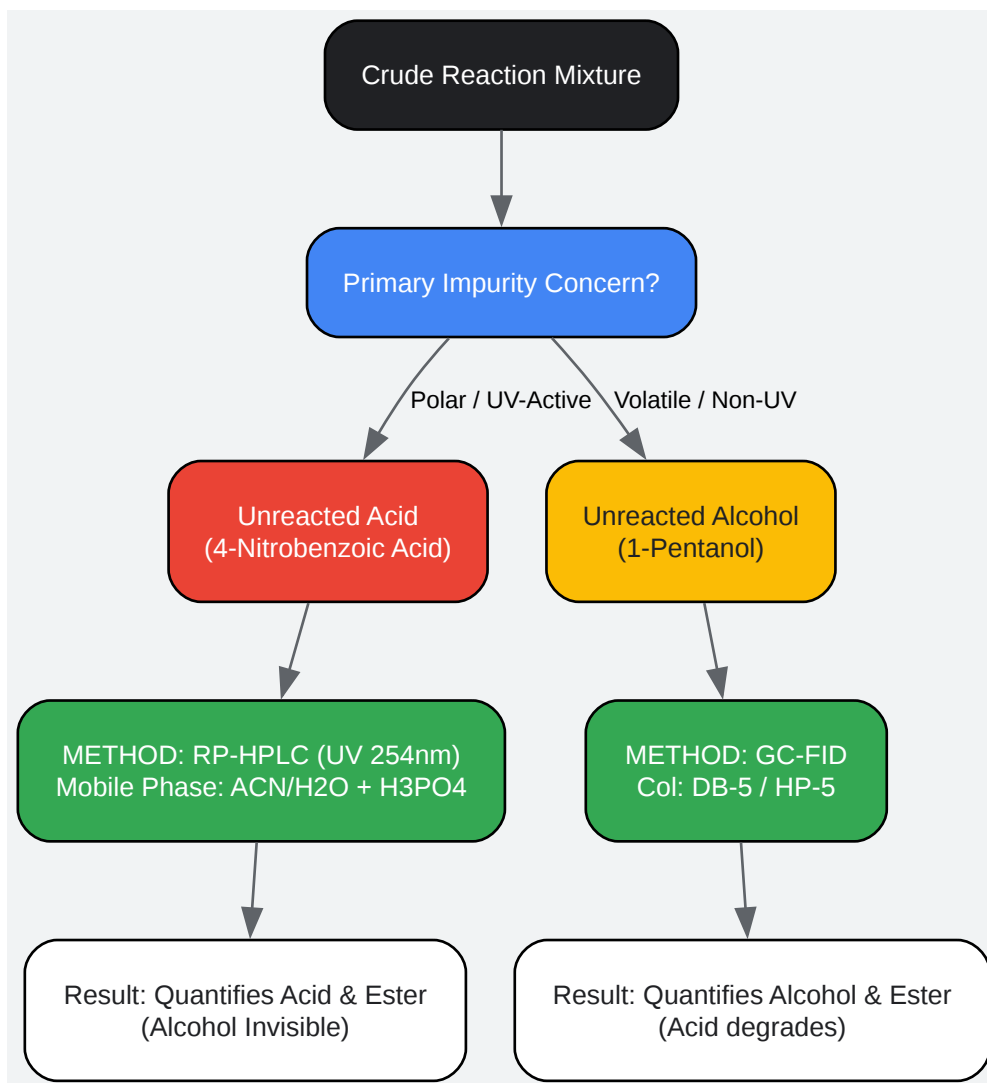 Crude Reaction Mixture
Primary Impurity Concern?
Polar / UV-Active
Volatile / Non-UV
Unreacted Acid
(4-Nitrobenzoic Acid)
Unreacted Alcohol
(1-Pentanol)
METHOD: RP-HPLC (UV 254nm)
Mobile Phase: ACN/H2O + H3PO4
METHOD: GC-FID
Col: DB-5 / HP-5
Result: Quantifies Acid & Ester
(Alcohol Invisible)
Result: Quantifies Alcohol & Ester
(Acid degrades)